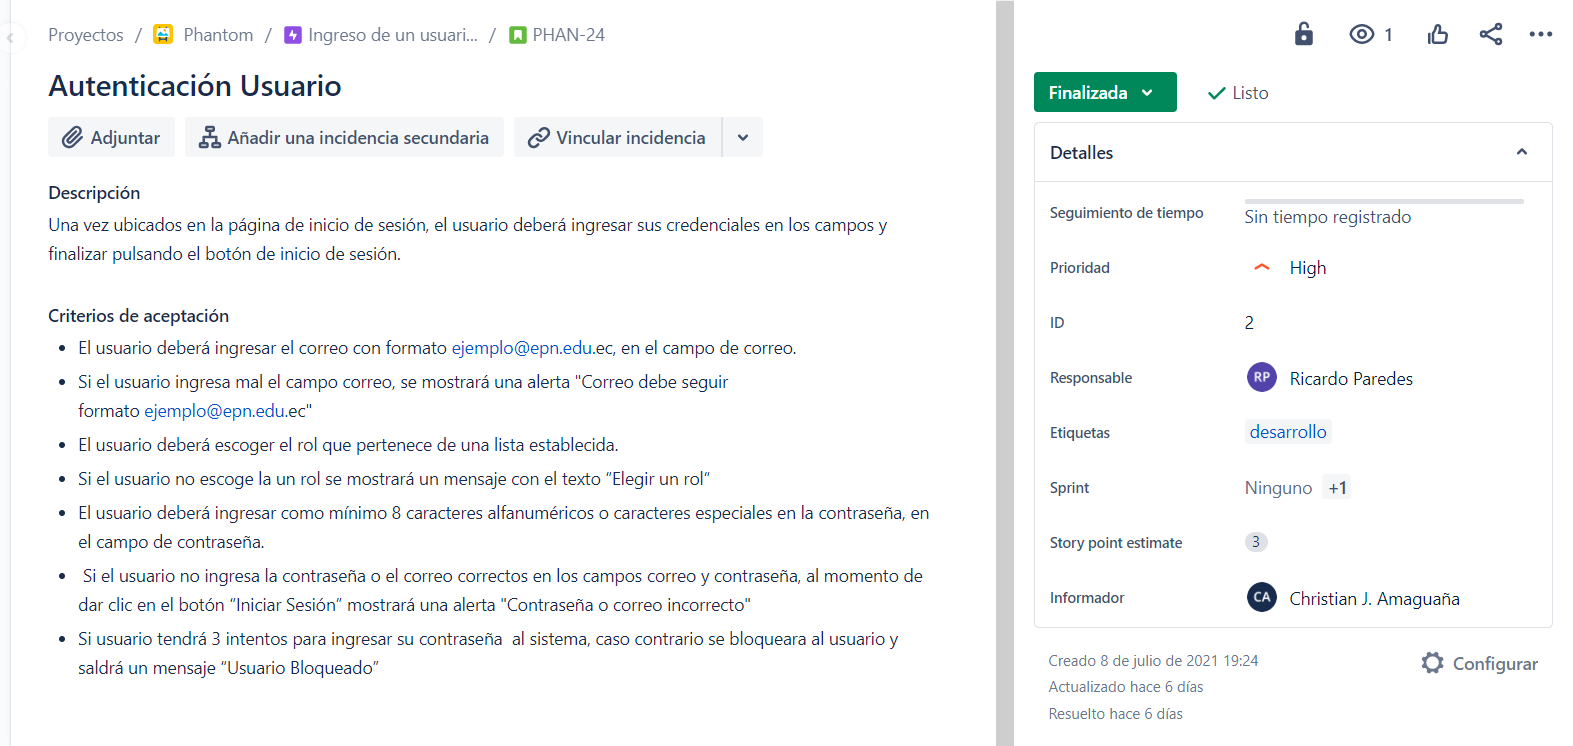 Proyectos / Phantom / Ingreso de un usuari... / PHAN-24
Autenticación Usuario
Adjuntar
Añadir una incidencia secundaria
Vincular incidencia
Descripción
Una vez ubicados en la página de inicio de sesión, el usuario deberá ingresar sus credenciales en los campos y
finalizar pulsando el botón de inicio de sesión.
Criterios de aceptación
• El usuario deberá ingresar el correo con formato ejemplo@epn.edu.ec, en el campo de correo.
• Si el usuario ingresa mal el campo correo, se mostrará una alerta "Correo debe seguir
formato ejemplo@epn.edu.ec"
• El usuario deberá escoger el rol que pertenece de una lista establecida.
• Si el usuario no escoge la un rol se mostrará un mensaje con el texto “Elegir un rol“
• El usuario deberá ingresar como mínimo 8 caracteres alfanuméricos o caracteres especiales en la contraseña, en
el campo de contraseña.
• Si el usuario no ingresa la contraseña o el correo correctos en los campos correo y contraseña, al momento de
dar clic en el botón “Iniciar Sesión” mostrará una alerta "Contraseña o correo incorrecto"
• Si usuario tendrá 3 intentos para ingresar su contraseña al sistema, caso contrario se bloqueara al usuario y
saldrá un mensaje “Usuario Bloqueado”
1
Finalizada
Listo
Detalles
Seguimiento de tiempo
Sin tiempo registrado
Prioridad
High
ID
2
Responsable
RP Ricardo Paredes
Etiquetas
desarrollo
Sprint
Ninguno +1
Story point estimate
3
Informador
CA Christian J. Amaguaña
Creado 8 de julio de 2021 19:24
Actualizado hace 6 días
Resuelto hace 6 días
Configurar